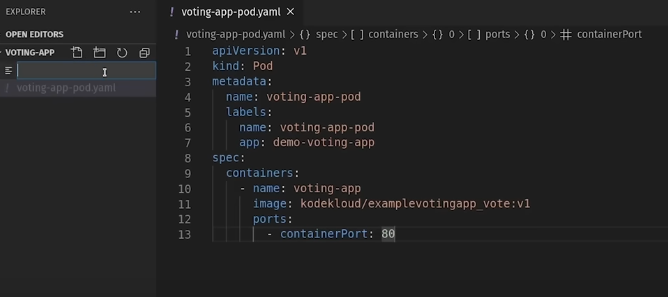 EXPLORER
voting-app-pod.yaml
OPEN EDITORS
voting-app-pod.yaml > {} spec > [ ] containers > {} 0 > [ ] ports > {} 0 > containerPort
VOTING-APP
voting-app-pod.yaml
1 apiVersion: v1
2 kind: Pod
3 metadata:
4 name: voting-app-pod
5 labels:
6 name: voting-app-pod
7 app: demo-voting-app
8 spec:
9 containers:
10 - name: voting-app
11 image: kodekloud/examplevotingapp_vote:v1
12 ports:
13 - containerPort: 80